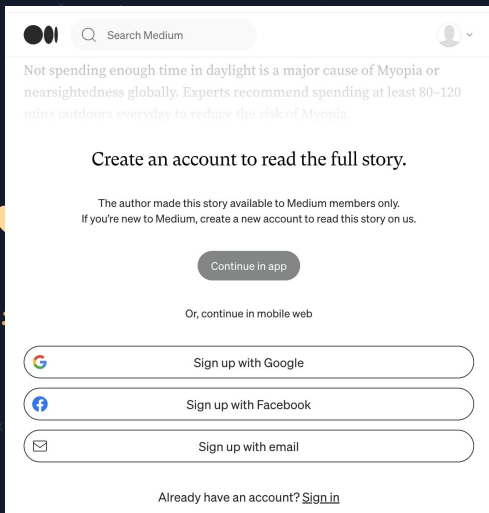 Search Medium
Not spending enough time in daylight is a major cause of Myopia or
nearsightedness globally. Experts recommend spending at least 80–120
mins outdoors everyday to reduce the risk of Myopia.
Create an account to read the full story.
The author made this story available to Medium members only.
If you're new to Medium, create a new account to read this story on us.
Continue in app
Or, continue in mobile web
Sign up with Google
Sign up with Facebook
Sign up with email
Already have an account? Sign in